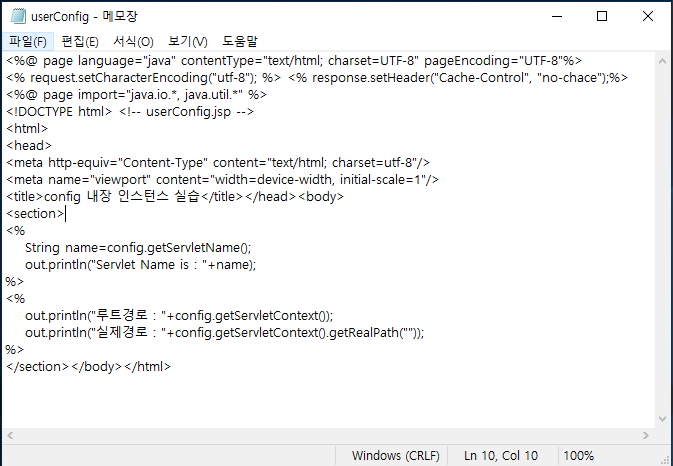 userConfig - 메모장
파일(F) 편집(E) 서식(O) 보기(V) 도움말
<%@ page language="java" contentType="text/html; charset=UTF-8" pageEncoding="UTF-8"%>
<% request.setCharacterEncoding("utf-8"); %> <% response.setHeader("Cache-Control", "no-chace");%>
<%@ page import="java.io.*, java.util.*" %>
<!DOCTYPE html> <!-- userConfig.jsp -->
<html>
<head>
<meta http-equiv="Content-Type" content="text/html; charset=utf-8"/>
<meta name="viewport" content="width=device-width, initial-scale=1"/>
<title>config 내장 인스턴스 실습</title></head><body>
<section>
<%
String name=config.getServletName();
out.println("Servlet Name is : "+name);
%>
<%
out.println("루트경로 : "+config.getServletContext());
out.println("실제경로 : "+config.getServletContext().getRealPath(""));
%>
</section></body></html>
Windows (CRLF) Ln 10, Col 10 100%